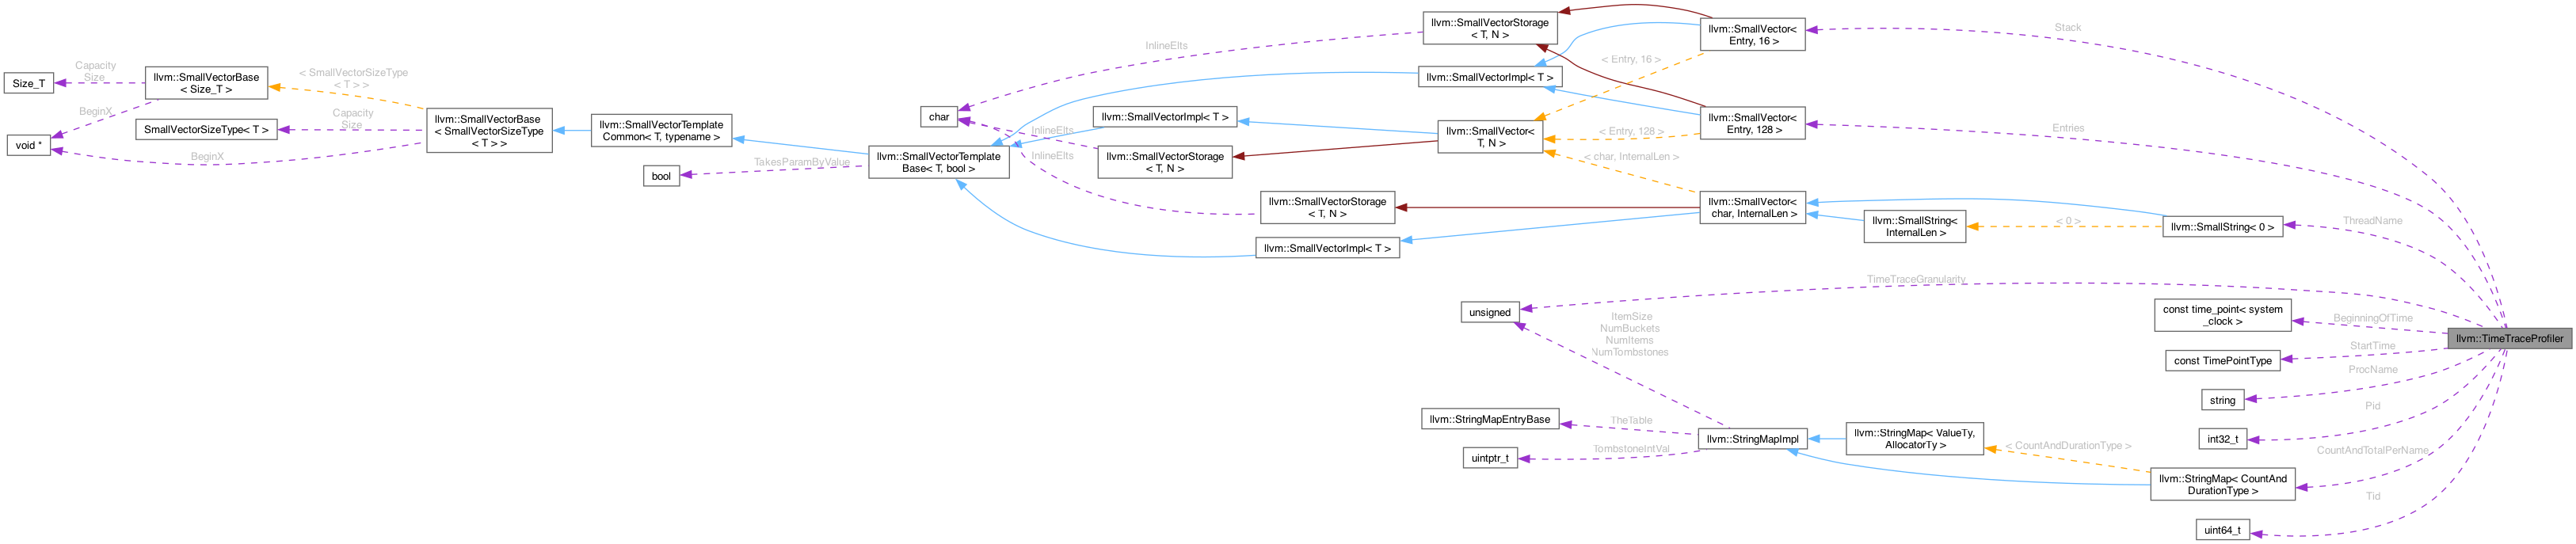 Size_T
void *
Capacity
Size
BeginX
llvm::SmallVectorBase
< Size_T >
SmallVectorSizeType< T >
< SmallVectorSizeType
< T > >
Capacity
Size
BeginX
llvm::SmallVectorBase
< SmallVectorSizeType
< T > >
llvm::SmallVectorTemplate
Common< T, typename >
bool
TakesParamByValue
llvm::SmallVectorTemplate
Base< T, bool >
char
InlineElts
InlineElts
InlineElts
llvm::SmallVectorImpl< T >
llvm::SmallVectorStorage
< T, N >
llvm::SmallVectorStorage
< T, N >
llvm::SmallVectorImpl< T >
llvm::SmallVectorStorage
< T, N >
llvm::SmallVectorImpl< T >
llvm::SmallVector<
T, N >
< Entry, 16 >
< Entry, 128 >
< char, InternalLen >
llvm::SmallVector<
Entry, 16 >
llvm::SmallVector<
Entry, 128 >
llvm::SmallVector<
char, InternalLen >
llvm::SmallString<
InternalLen >
< 0 >
llvm::SmallString< 0 >
Stack
Entries
ThreadName
TimeTraceGranularity
unsigned
ItemSize
NumBuckets
NumItems
NumTombstones
llvm::StringMapEntryBase
TheTable
uintptr_t
TombstoneIntVal
llvm::StringMapImpl
llvm::StringMap< ValueTy,
AllocatorTy >
< CountAndDurationType >
llvm::StringMap< CountAnd
DurationType >
const time_point< system
_clock >
BeginningOfTime
const TimePointType
StartTime
string
ProcName
int32_t
Pid
CountAndTotalPerName
uint64_t
Tid
llvm::TimeTraceProfiler